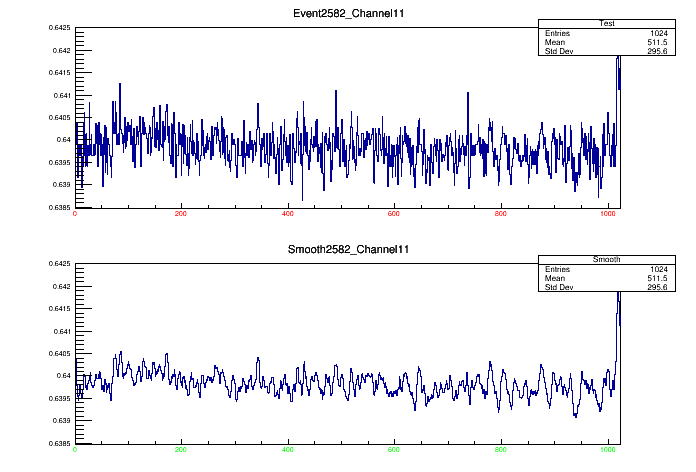 Event2582_Channel11
Test
Entries 1024
Mean 511.5
Std Dev 295.6
0.6425
0.642
0.6415
0.641
0.6405
0.64
0.6395
0.639
0.6385
0 200 400 600 800 1000
Smooth2582_Channel11
Smooth
Entries 1024
Mean 511.5
Std Dev 295.6
0.6425
0.642
0.6415
0.641
0.6405
0.64
0.6395
0.639
0.6385
0 200 400 600 800 1000